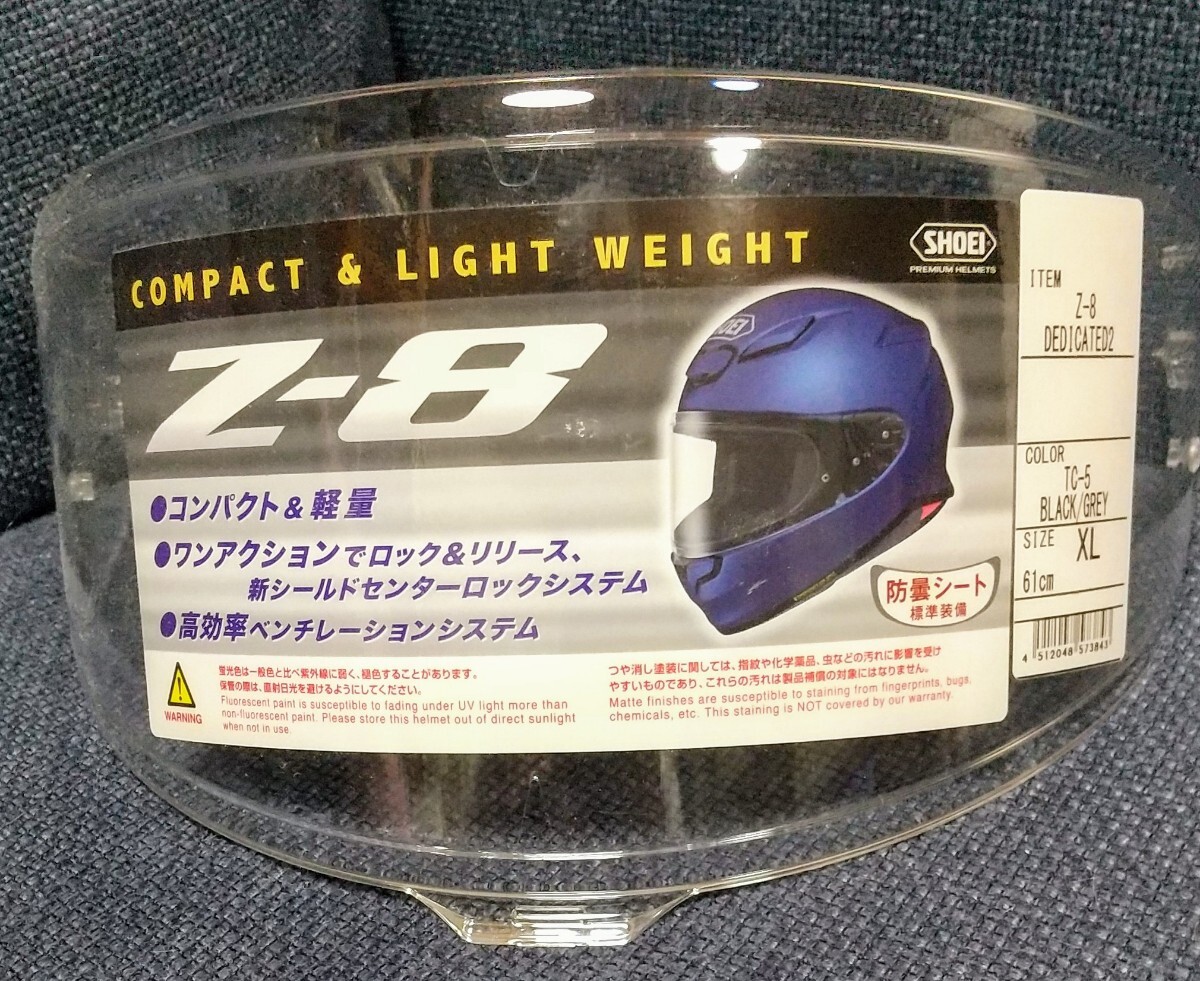 COMPACT & LIGHT WEIGHT
SHOEI
PREMIUM HELMETS
Z-8
●コンパクト&軽量
●ワンアクションでロック&リリース、
新シールドセンターロックシステム
●高効率ベンチレーションシステム
防曇シート
標準装備
WARNING
蛍光色は一般色と比べ紫外線に弱く、褪色することがあります。
保管の際は、直射日光を避けるようにしてください。
Fluorescent paint is susceptible to fading under UV light more than
non-fluorescent paint. Please store this helmet out of direct sunlight
when not in use.
つや消し塗装に関しては、指紋や化学薬品、虫などの汚れに影響を受け
やすいものであり、これらの汚れは製品補償の対象にはなりません。
Matte finishes are susceptible to staining from fingerprints, bugs,
chemicals, etc. This staining is NOT covered by our warranty.
ITEM
Z-8
DEDICATED2
COLOR
TC-5
BLACK/GREY
SIZE XL
61cm
4 512048 573843